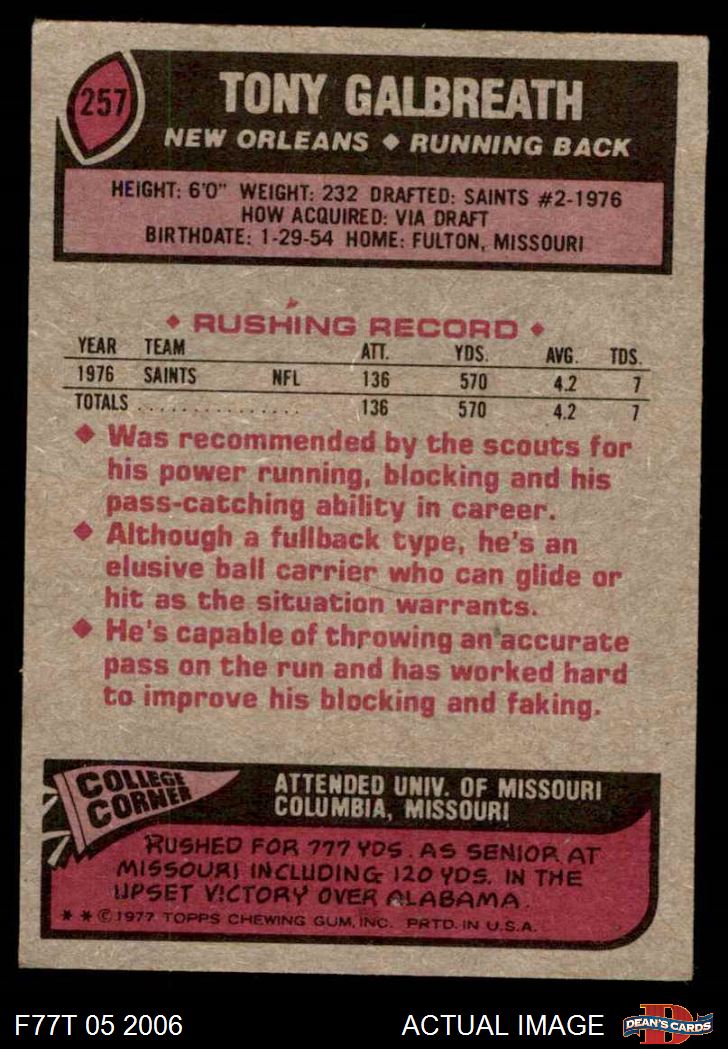 257
TONY GALBREATH
NEW ORLEANS ◆ RUNNING BACK
HEIGHT: 6'0" WEIGHT: 232 DRAFTED: SAINTS #2-1976
HOW ACQUIRED: VIA DRAFT
BIRTHDATE: 1-29-54 HOME: FULTON, MISSOURI
◆ RUSHING RECORD ◆
YEAR TEAM ATT. YDS. AVG. TDS.
1976 SAINTS NFL 136 570 4.2 7
TOTALS . . . . . . . . . . . . . . . 136 570 4.2 7
◆ Was recommended by the scouts for
his power running, blocking and his
pass-catching ability in career.
◆ Although a fullback type, he's an
elusive ball carrier who can glide or
hit as the situation warrants.
◆ He's capable of throwing an accurate
pass on the run and has worked hard
to improve his blocking and faking.
COLLEGE
CORNER
ATTENDED UNIV. OF MISSOURI
COLUMBIA, MISSOURI
RUSHED FOR 777 YDS. AS SENIOR AT
MISSOURI INCLUDING 120 YDS. IN THE
UPSET VICTORY OVER ALABAMA.
* * © 1977 TOPPS CHEWING GUM, INC. PRTD. IN U.S.A.
F77T 05 2006 ACTUAL IMAGE
D
DEAN'S CARDS